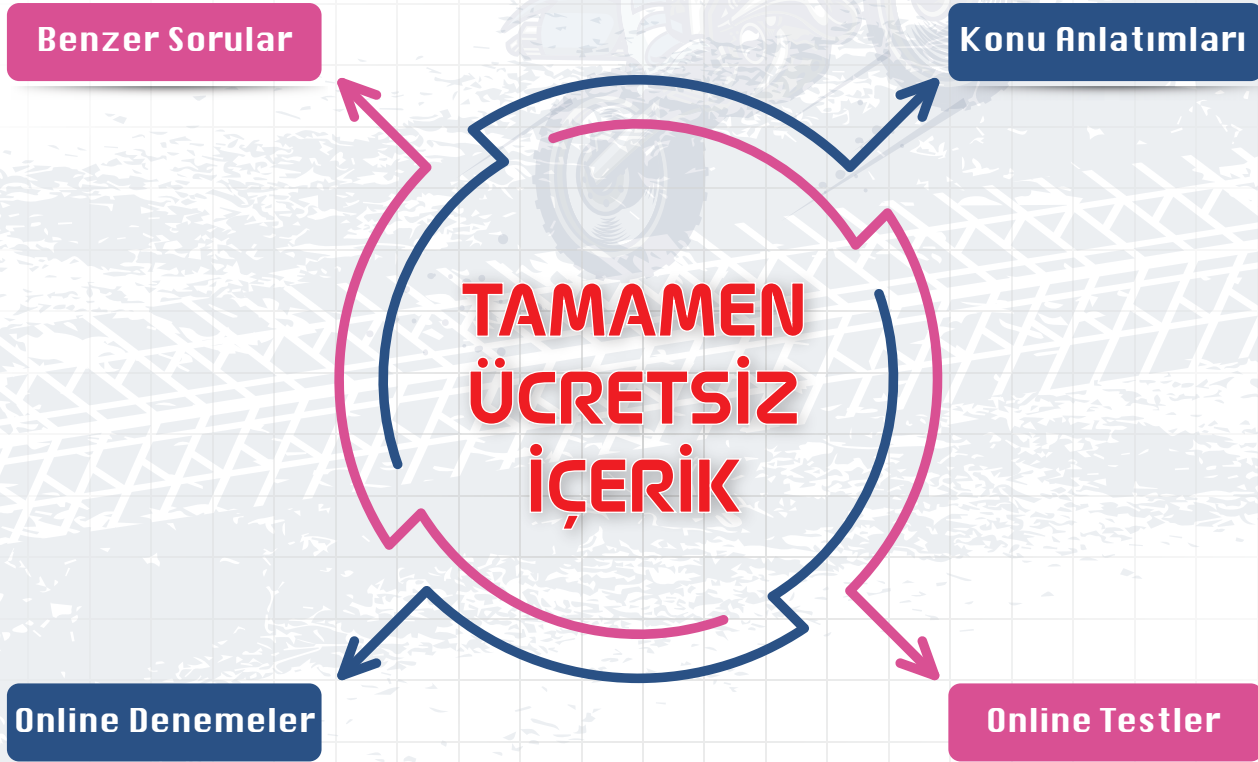 Benzer Sorular
Konu Anlatımları
TAMAMEN
ÜCRETSİZ
İÇERİK
Online Denemeler
Online Testler